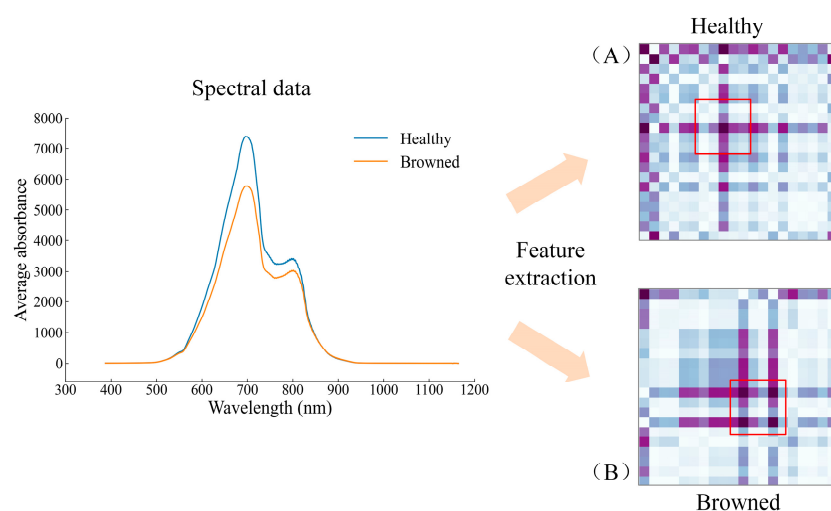 Spectral data
8000
7000
6000
5000
4000
3000
2000
1000
0
Average absorbance
300 400 500 600 700 800 900 1000 1100 1200
Wavelength (nm)
Healthy
Browned
Feature
extraction
Healthy
(A)
(B)
Browned